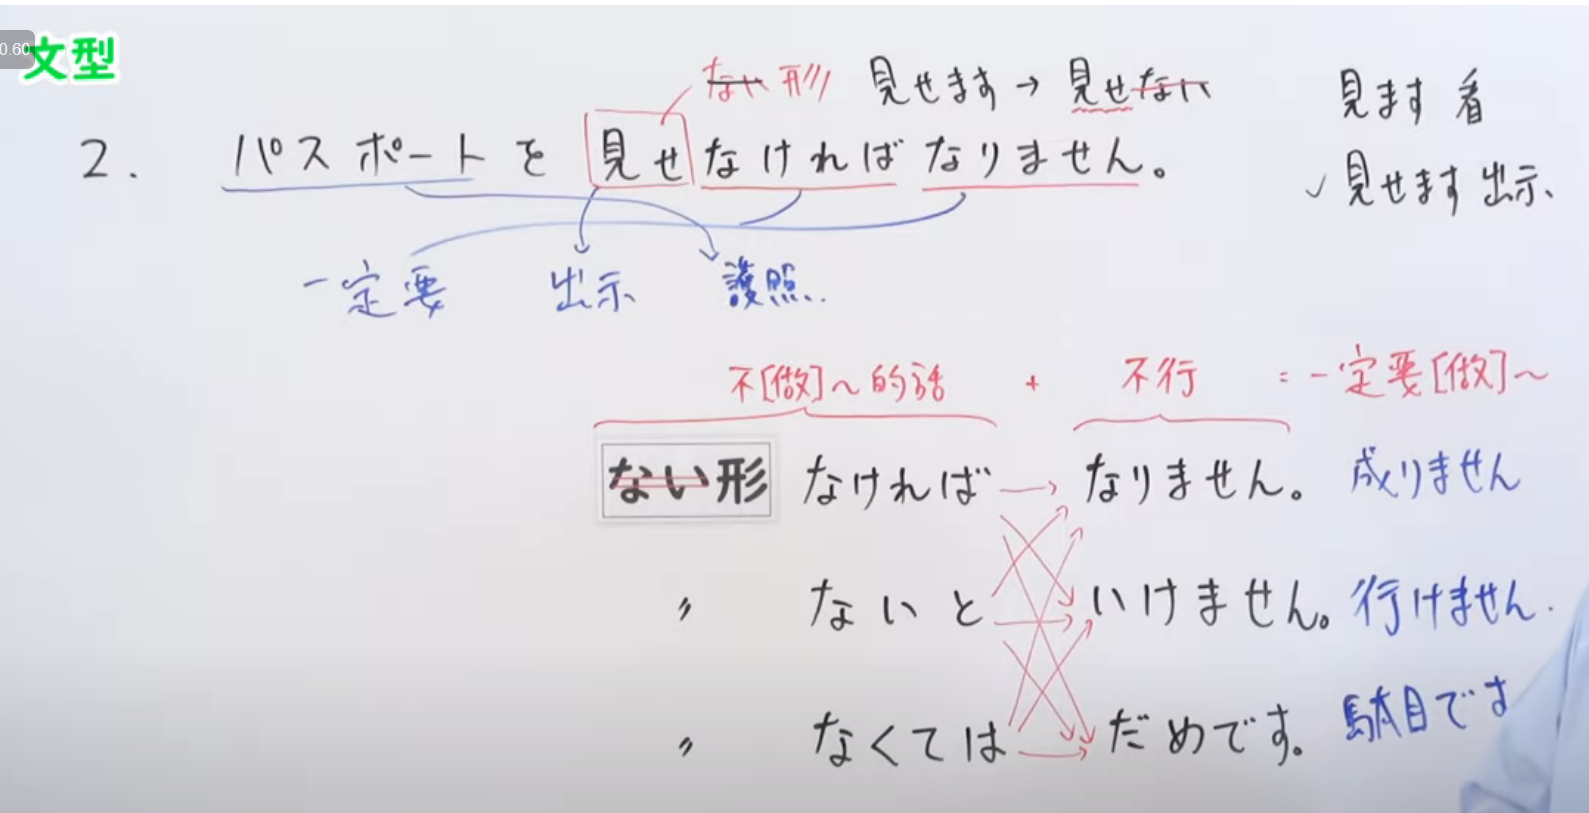 0.60
文型
ない形 見せます→見せない
見ます 看
2. パスポートを見せなければなりません。
✓見せます 出示、
一定要 出示 護照.
不[做]~的話 + 不行 = 一定要[做]~
ない形 なければ → なりません。 成りません
〃 ないと いけません。 行けません.
〃 なくては だめです。 駄目です